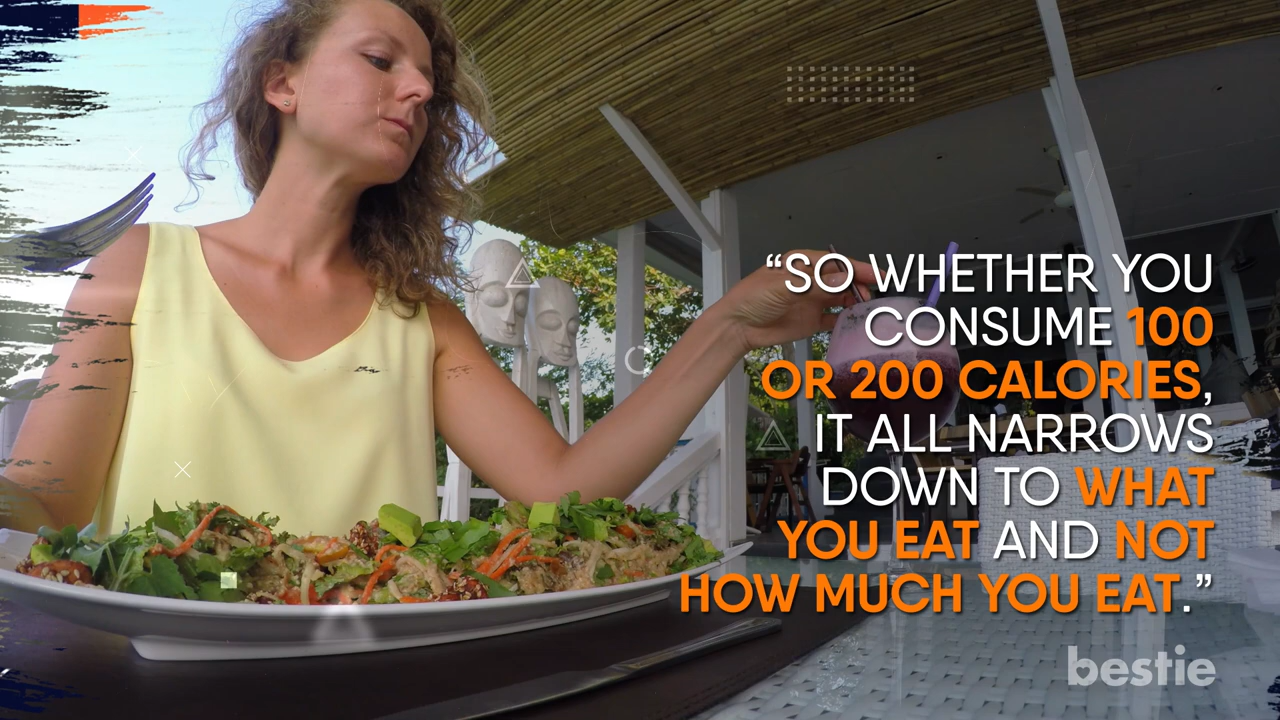 “SO WHETHER YOU
CONSUME 100
OR 200 CALORIES,
IT ALL NARROWS
DOWN TO WHAT
YOU EAT AND NOT
HOW MUCH YOU EAT.”
bestie